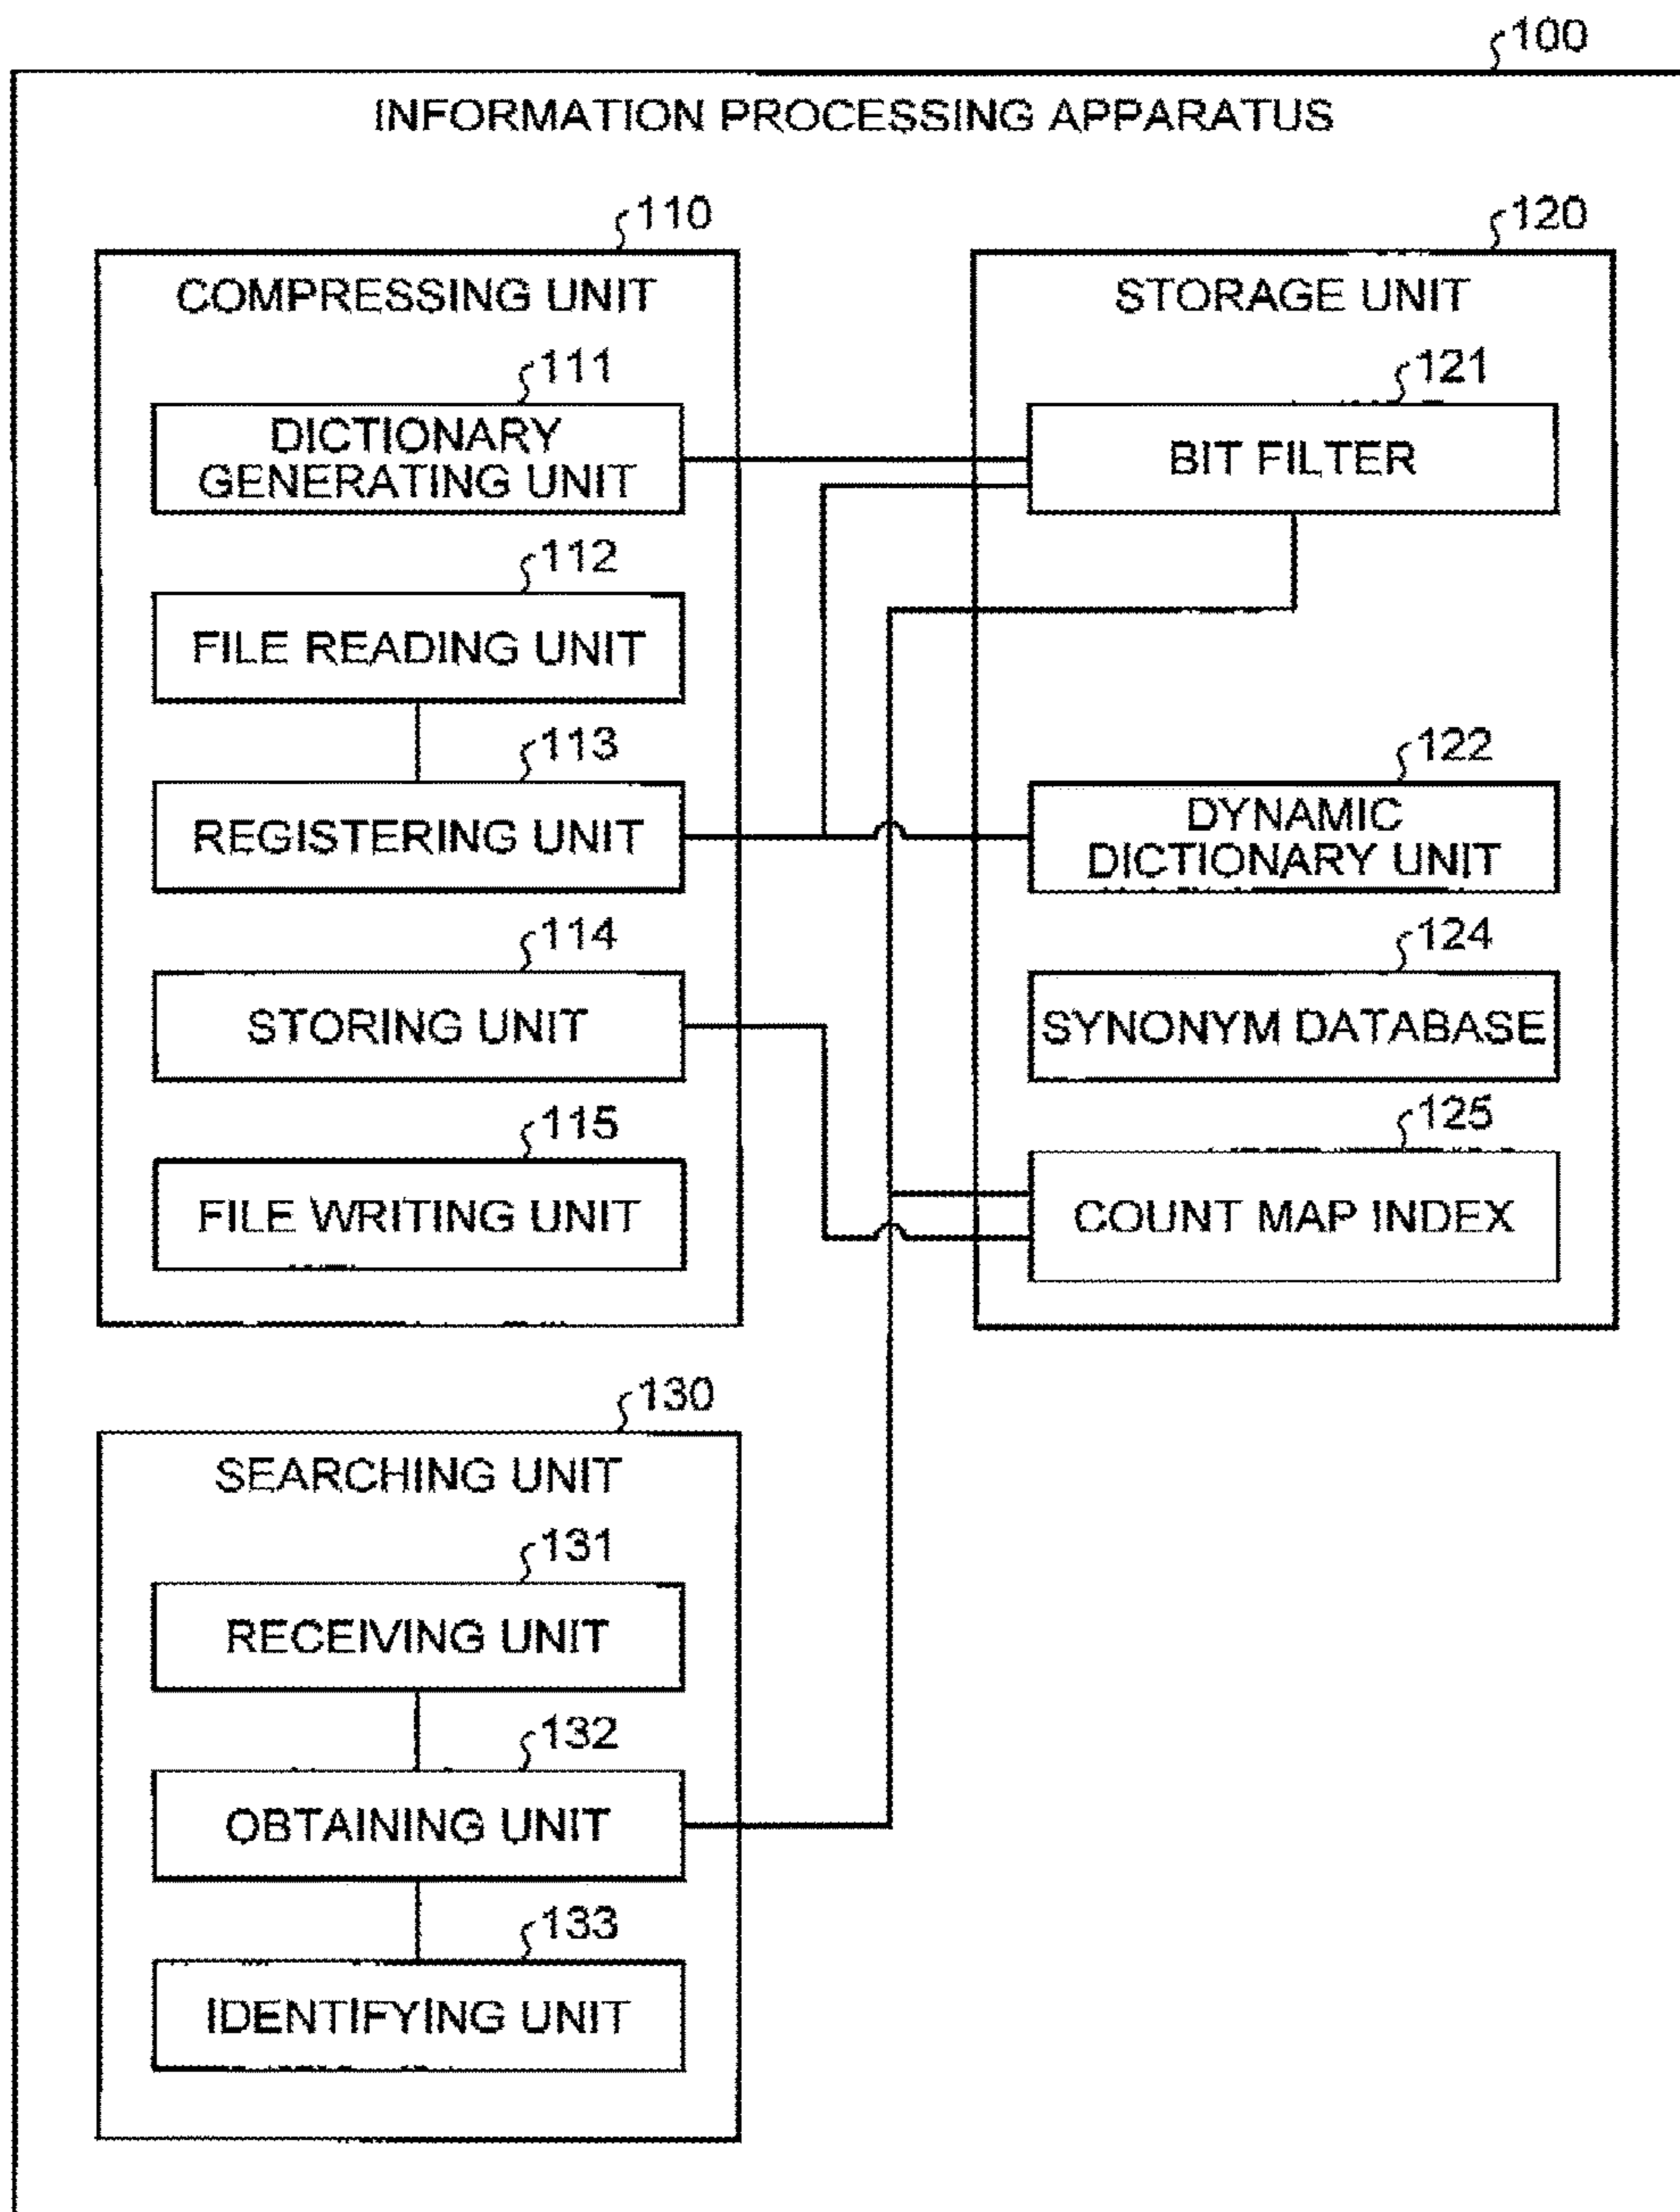 100
INFORMATION PROCESSING APPARATUS
110
COMPRESSING UNIT
111
DICTIONARY
GENERATING UNIT
112
FILE READING UNIT
113
REGISTERING UNIT
114
STORING UNIT
115
FILE WRITING UNIT
120
STORAGE UNIT
121
BIT FILTER
122
DYNAMIC
DICTIONARY UNIT
124
SYNONYM DATABASE
125
COUNT MAP INDEX
130
SEARCHING UNIT
131
RECEIVING UNIT
132
OBTAINING UNIT
133
IDENTIFYING UNIT